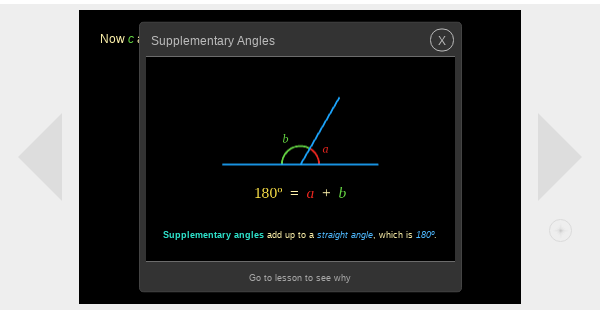 Now c
Supplementary Angles
X
b
a
180º = a + b
Supplementary angles add up to a straight angle, which is 180º.
Go to lesson to see why